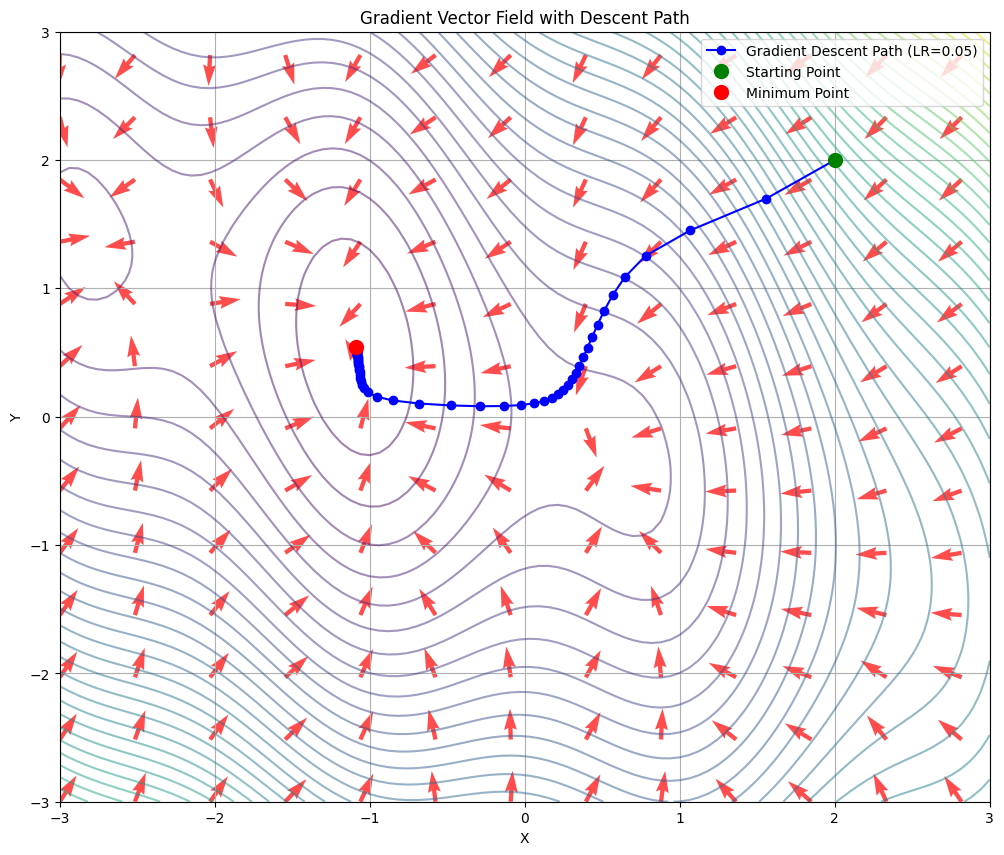 Gradient Vector Field with Descent Path
Gradient Descent Path (LR=0.05)
Starting Point
Minimum Point
3
2
1
0
−1
−2
−3
Y
−3 −2 −1 0 1 2 3
X